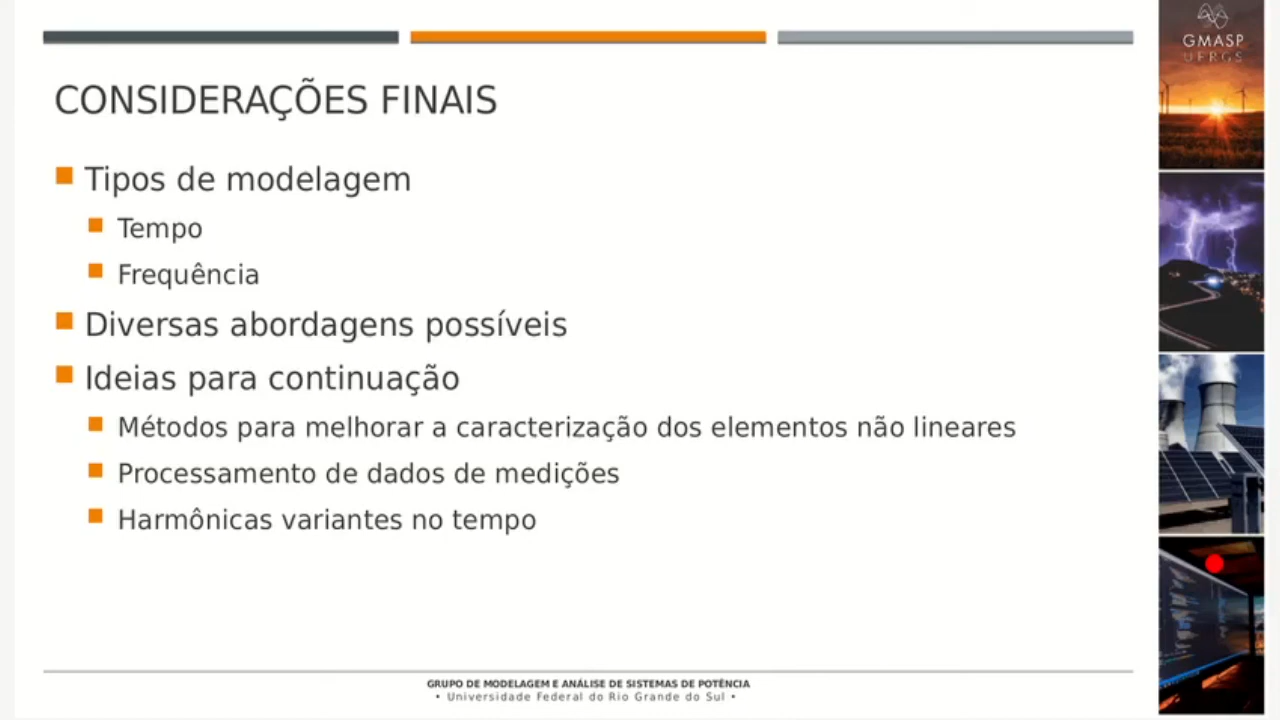 GMASP
UFRGS
CONSIDERAÇÕES FINAIS
Tipos de modelagem
Tempo
Frequência
Diversas abordagens possíveis
Ideias para continuação
Métodos para melhorar a caracterização dos elementos não lineares
Processamento de dados de medições
Harmônicas variantes no tempo
GRUPO DE MODELAGEM E ANÁLISE DE SISTEMAS DE POTÊNCIA
• Universidade Federal do Rio Grande do Sul •